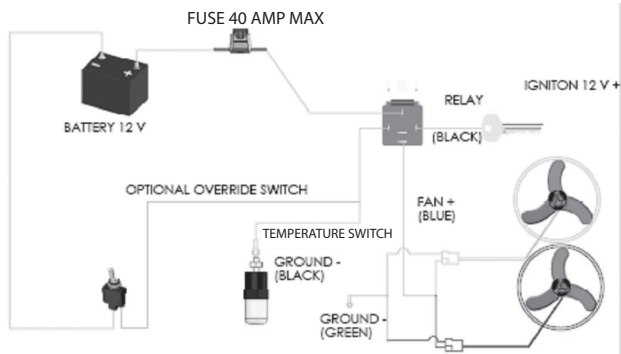 FUSE 40 AMP MAX
IGNITON 12 V +
RELAY
BATTERY 12 V
(BLACK)
OPTIONAL OVERRIDE SWITCH
FAN +
(BLUE)
TEMPERATURE SWITCH
GROUND -
(BLACK)
GROUND -
(GREEN)